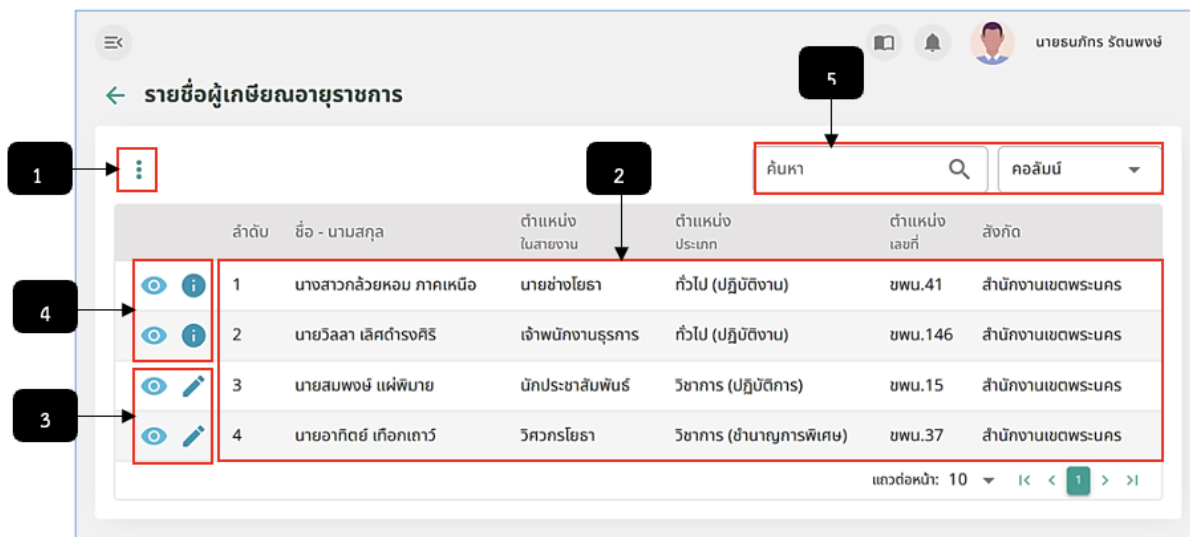 นายธนภัทร รัตนพงษ์
5
รายชื่อผู้เกษียณอายุราชการ
1
2
ค้นหา
คอลัมน์
ลำดับ ชื่อ - นามสกุล ตำแหน่ง ตำแหน่ง ตำแหน่ง สังกัด
ในสายงาน ประเภท เลขที่
1 นางสาวกล้วยหอม ภาคเหนือ นายช่างโยธา ทั่วไป (ปฏิบัติงาน) ขพน.41 สำนักงานเขตพระนคร
4
2 นายวิลลา เลิศดำรงศิริ เจ้าพนักงานธุรการ ทั่วไป (ปฏิบัติงาน) ขพน.146 สำนักงานเขตพระนคร
3 นายสมพงษ์ แผ่พิมาย นักประชาสัมพันธ์ วิชาการ (ปฏิบัติการ) ขพน.15 สำนักงานเขตพระนคร
3
4 นายอาทิตย์ เทือกเถาว์ วิศวกรโยธา วิชาการ (ชำนาญการพิเศษ) ขพน.37 สำนักงานเขตพระนคร
แถวต่อหน้า: 10 1